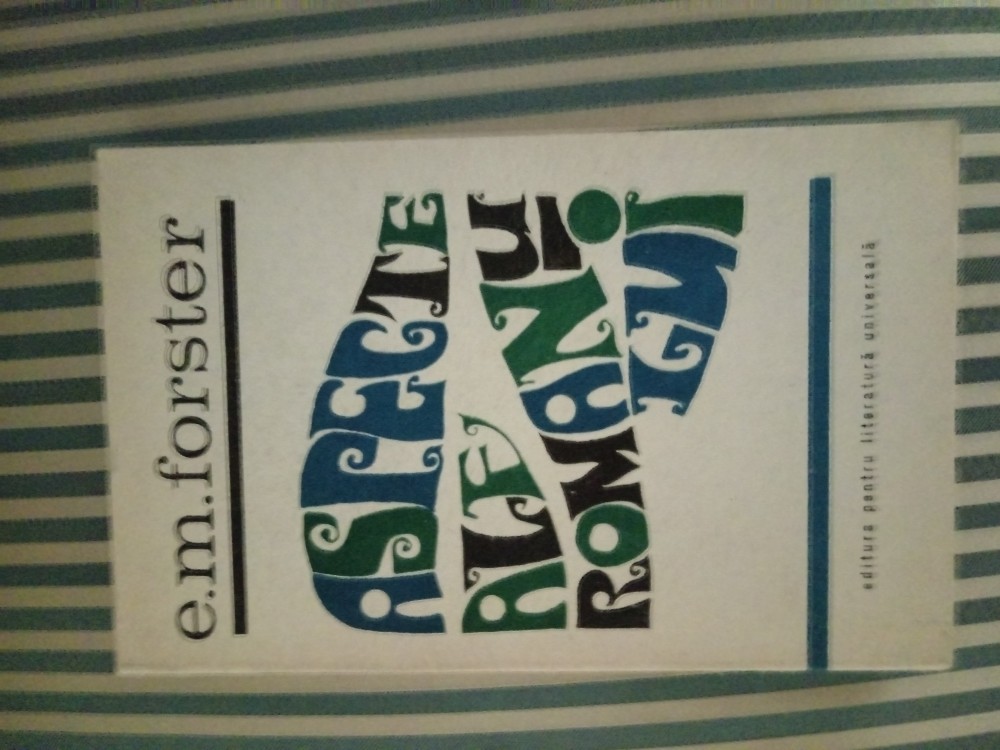 e.m.forster
ASPECTE
ALE
ROMANULUI
editura pentru literatură universală